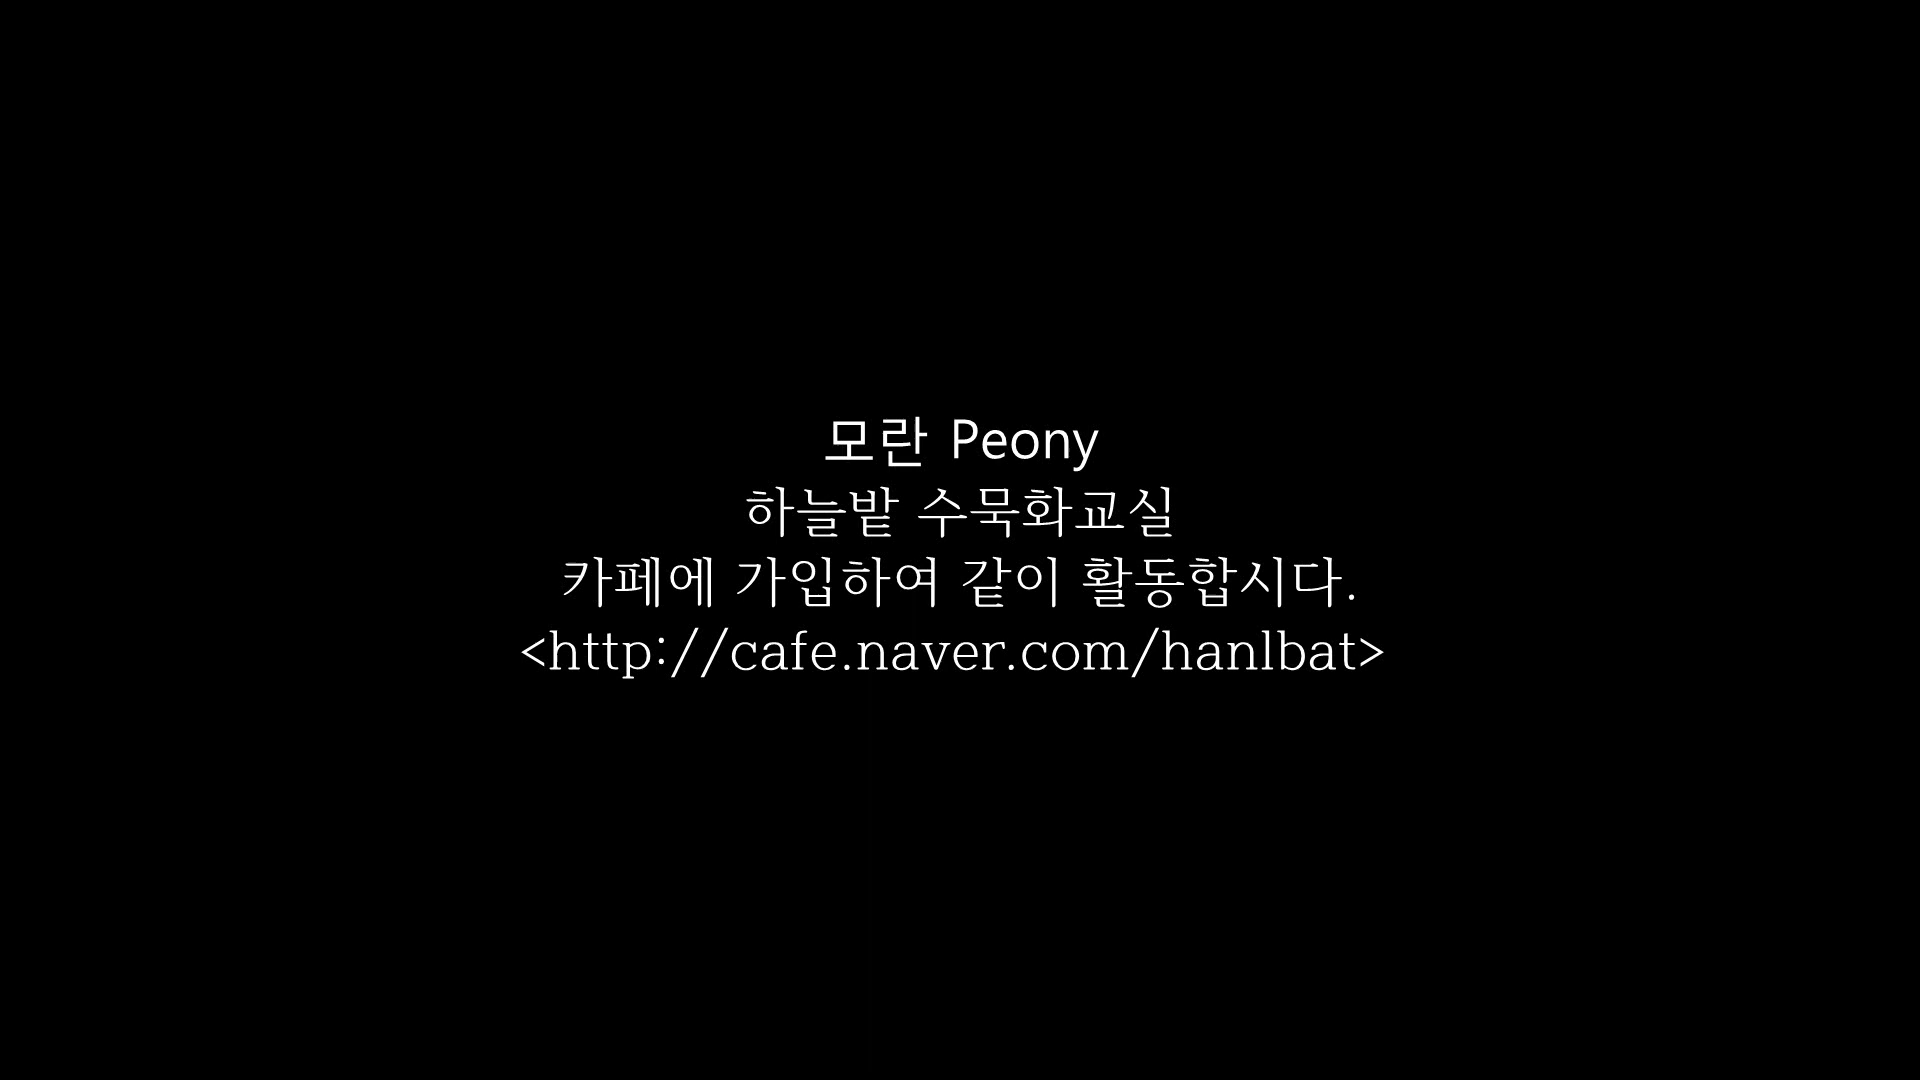 모란 Peony
하늘밭 수묵화교실
카페에 가입하여 같이 활동합시다.
<http://cafe.naver.com/hanlbat>